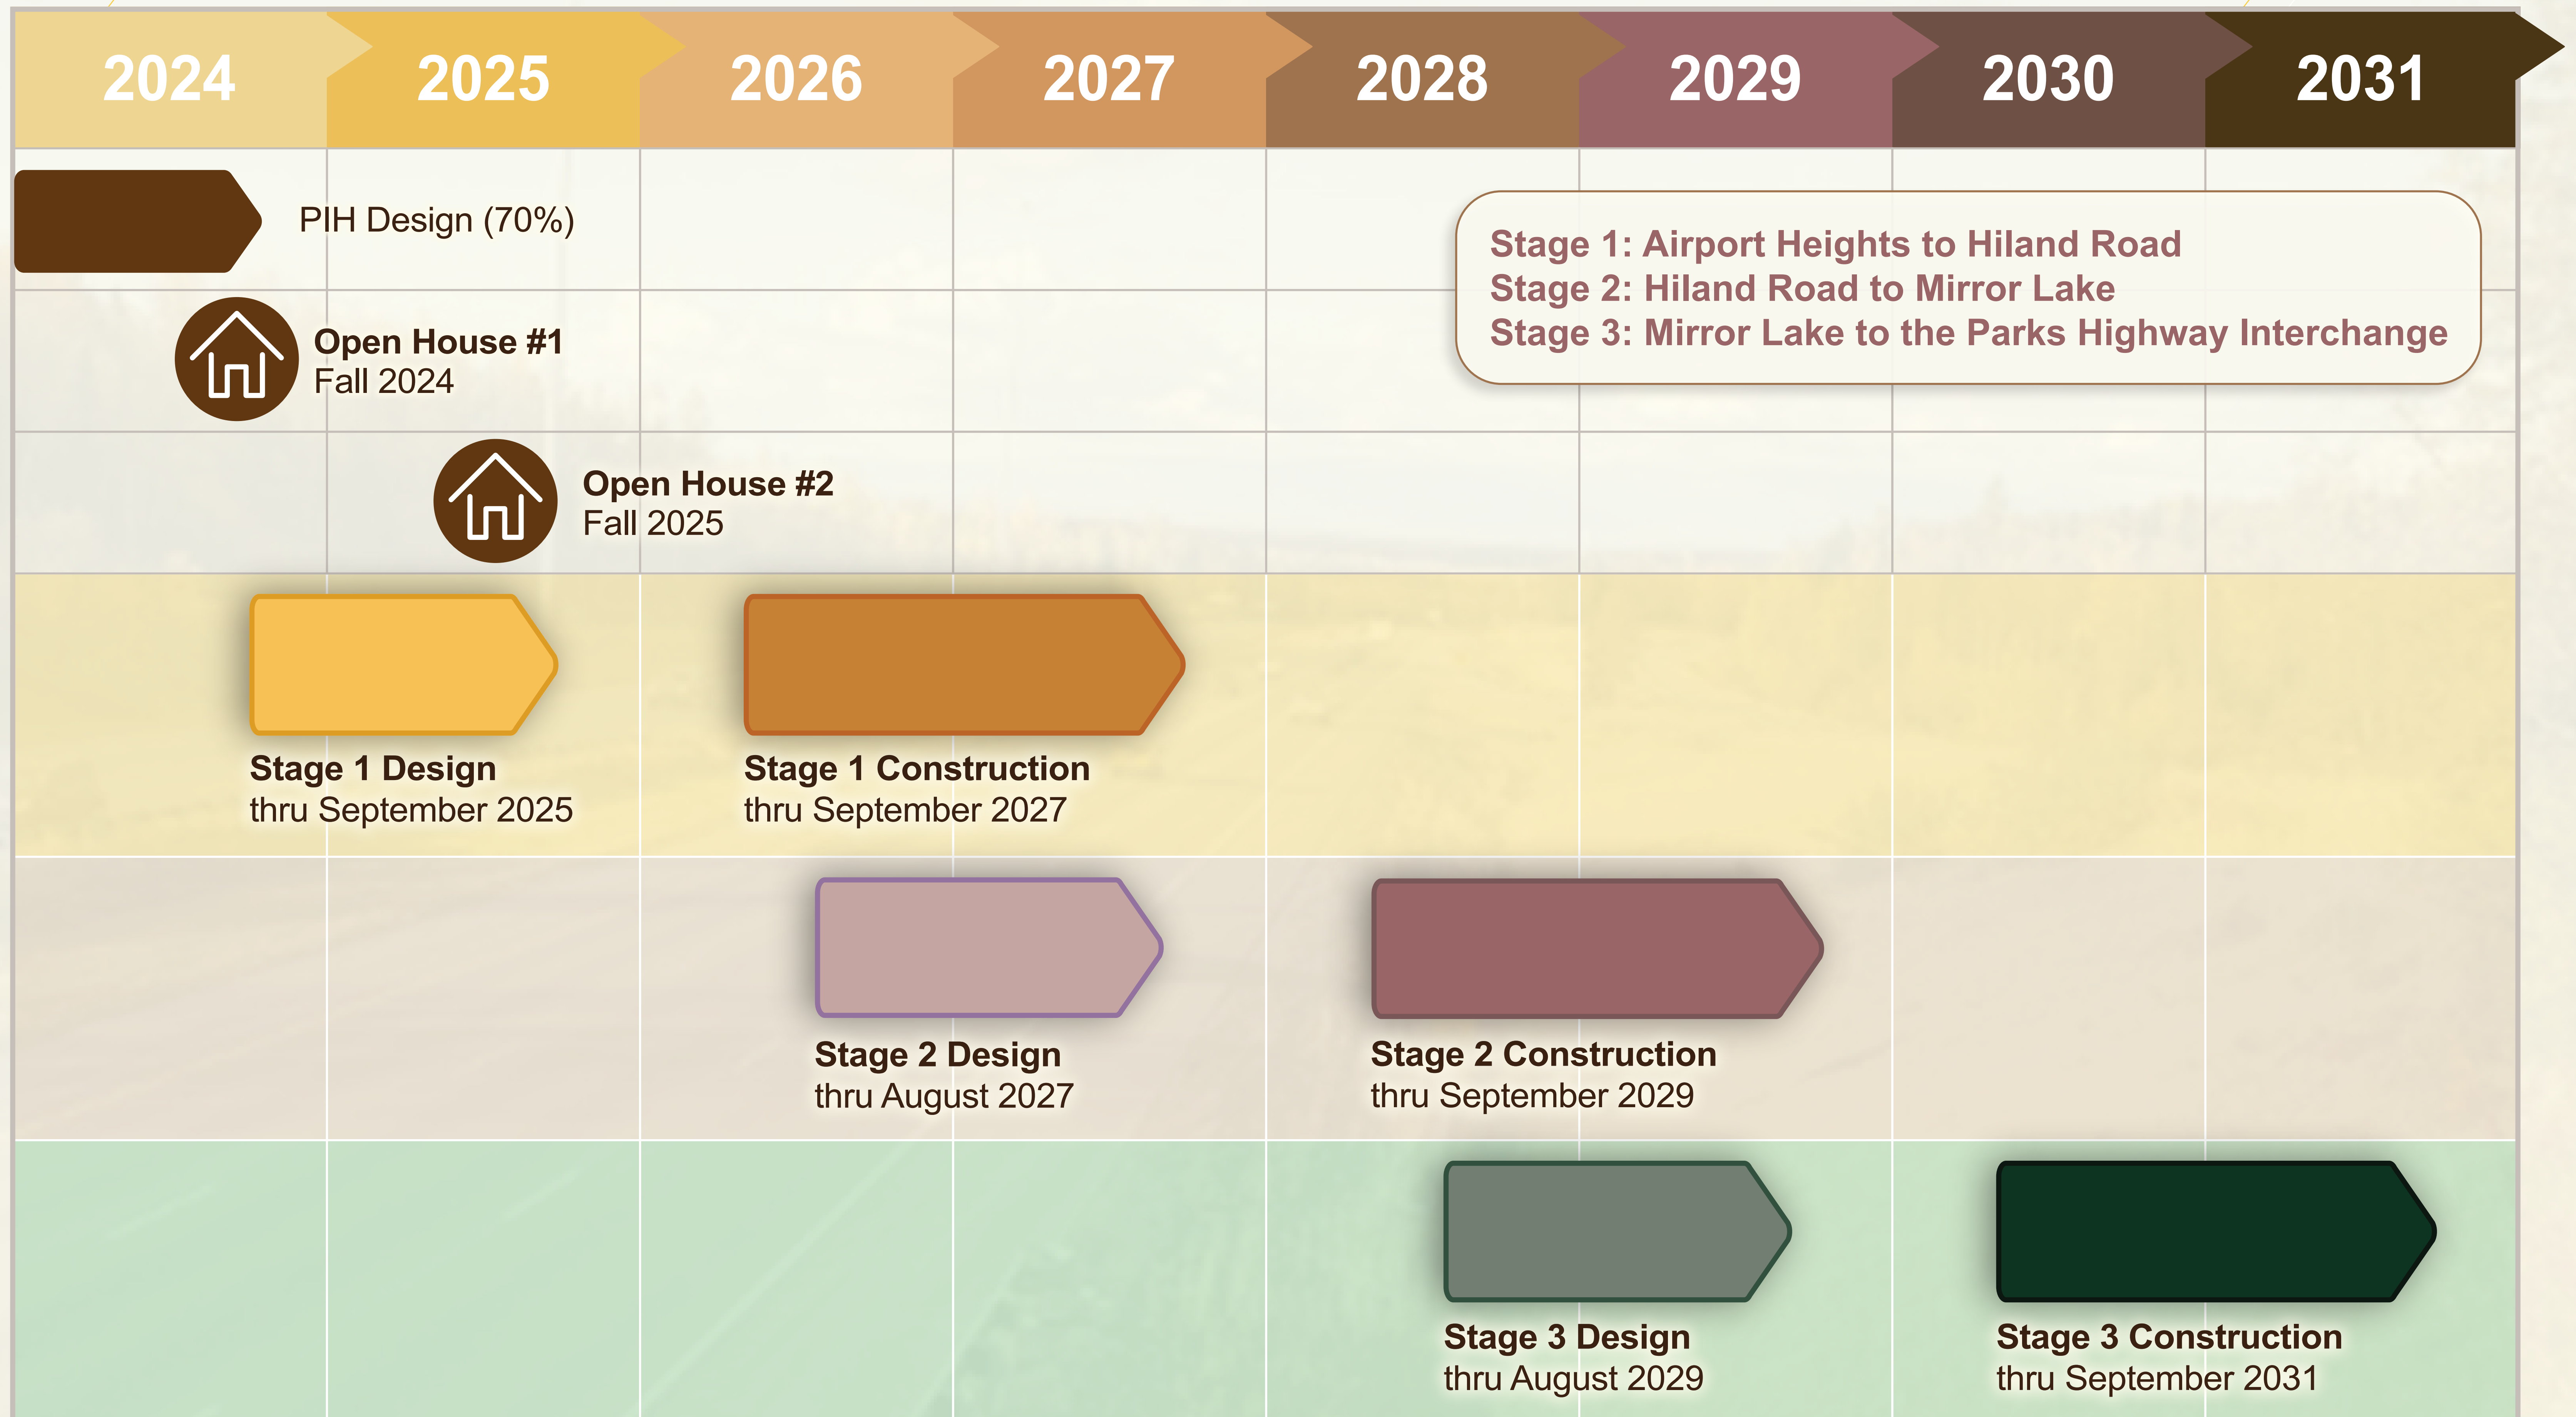 2024
2025
2026
2027
2028
2029
2030
2031
PIH Design (70%)
Stage 1: Airport Heights to Hiland Road
Stage 2: Hiland Road to Mirror Lake
Stage 3: Mirror Lake to the Parks Highway Interchange
Open House #1
Fall 2024
Open House #2
Fall 2025
Stage 1 Design
thru September 2025
Stage 1 Construction
thru September 2027
Stage 2 Design
thru August 2027
Stage 2 Construction
thru September 2029
Stage 3 Design
thru August 2029
Stage 3 Construction
thru September 2031